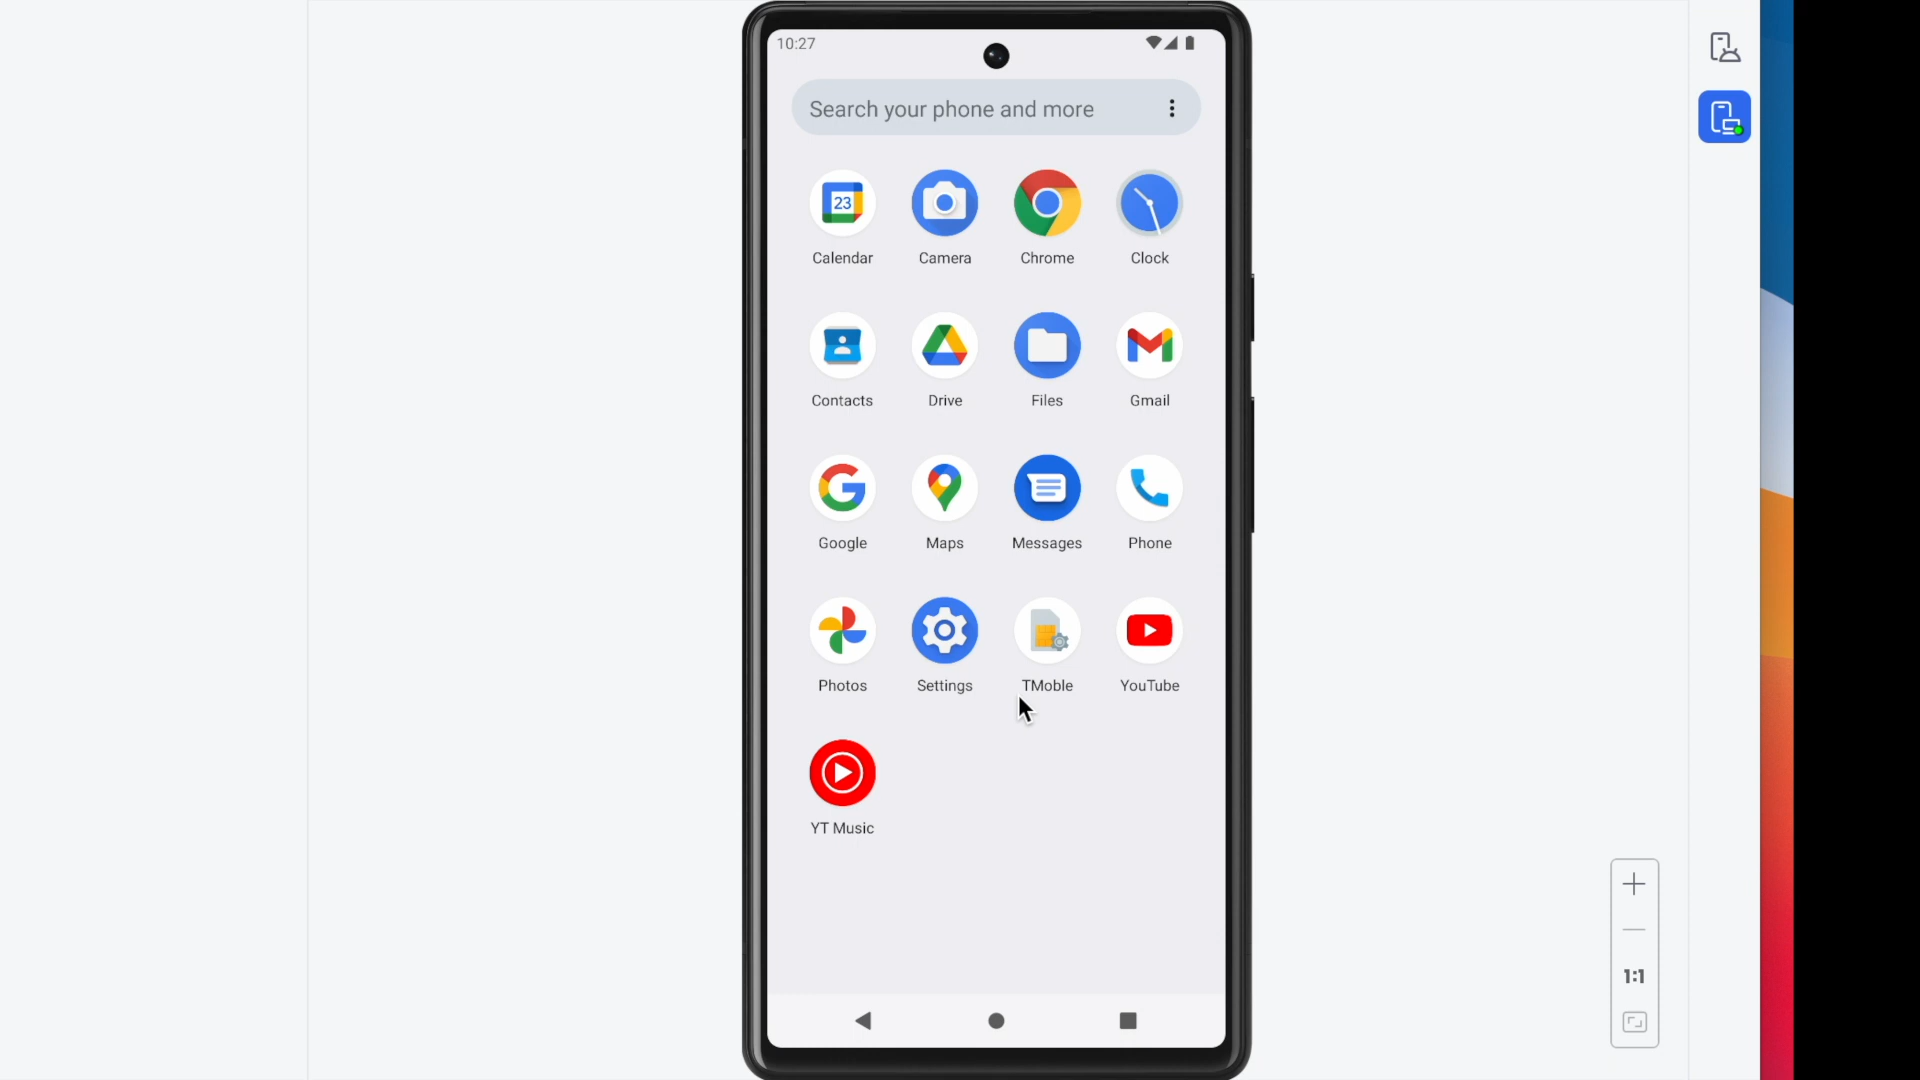 10:27
Search your phone and more
23
Calendar Camera Chrome Clock
Contacts Drive Files Gmail
Google Maps Messages Phone
Photos Settings TMoble YouTube
YT Music
1:1